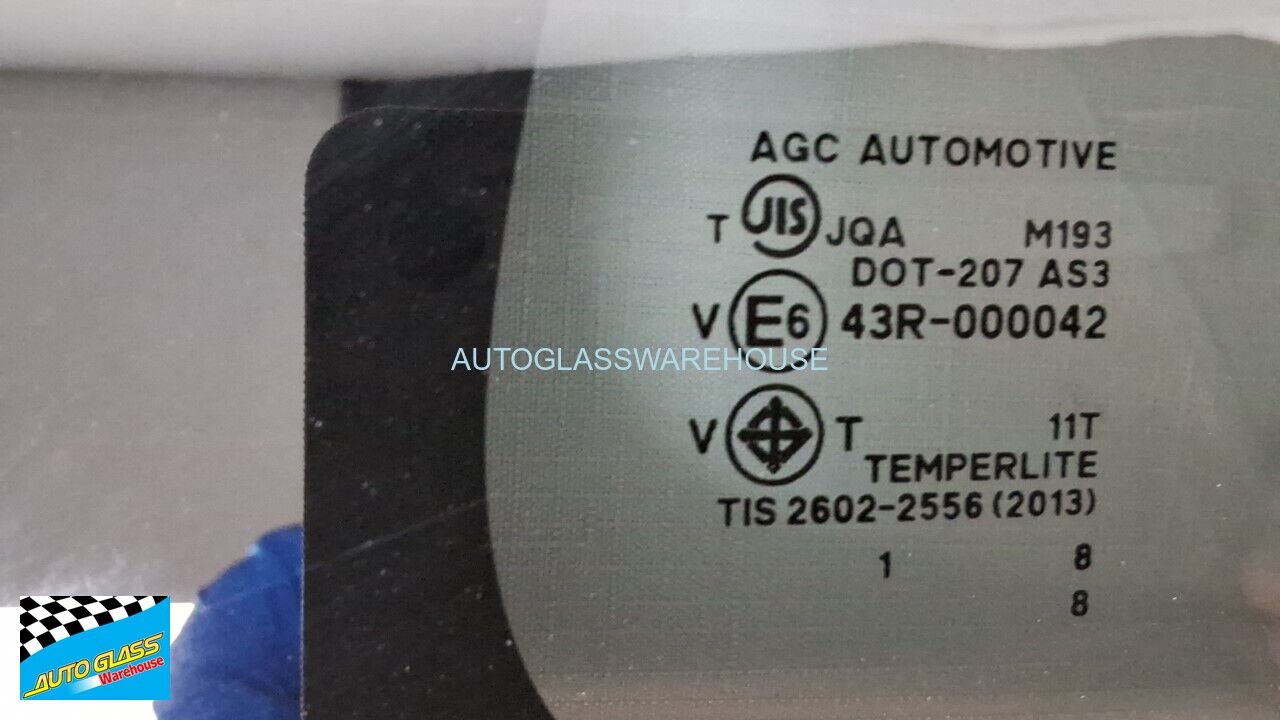 AGC AUTOMOTIVE
T JIS JQA M193
DOT-207 AS3
V E6 43R-000042
AUTOGLASSWAREHOUSE
V T 11T
TEMPERLITE
TIS 2602-2556 (2013)
1 8
8
AUTO GLASS
Warehouse